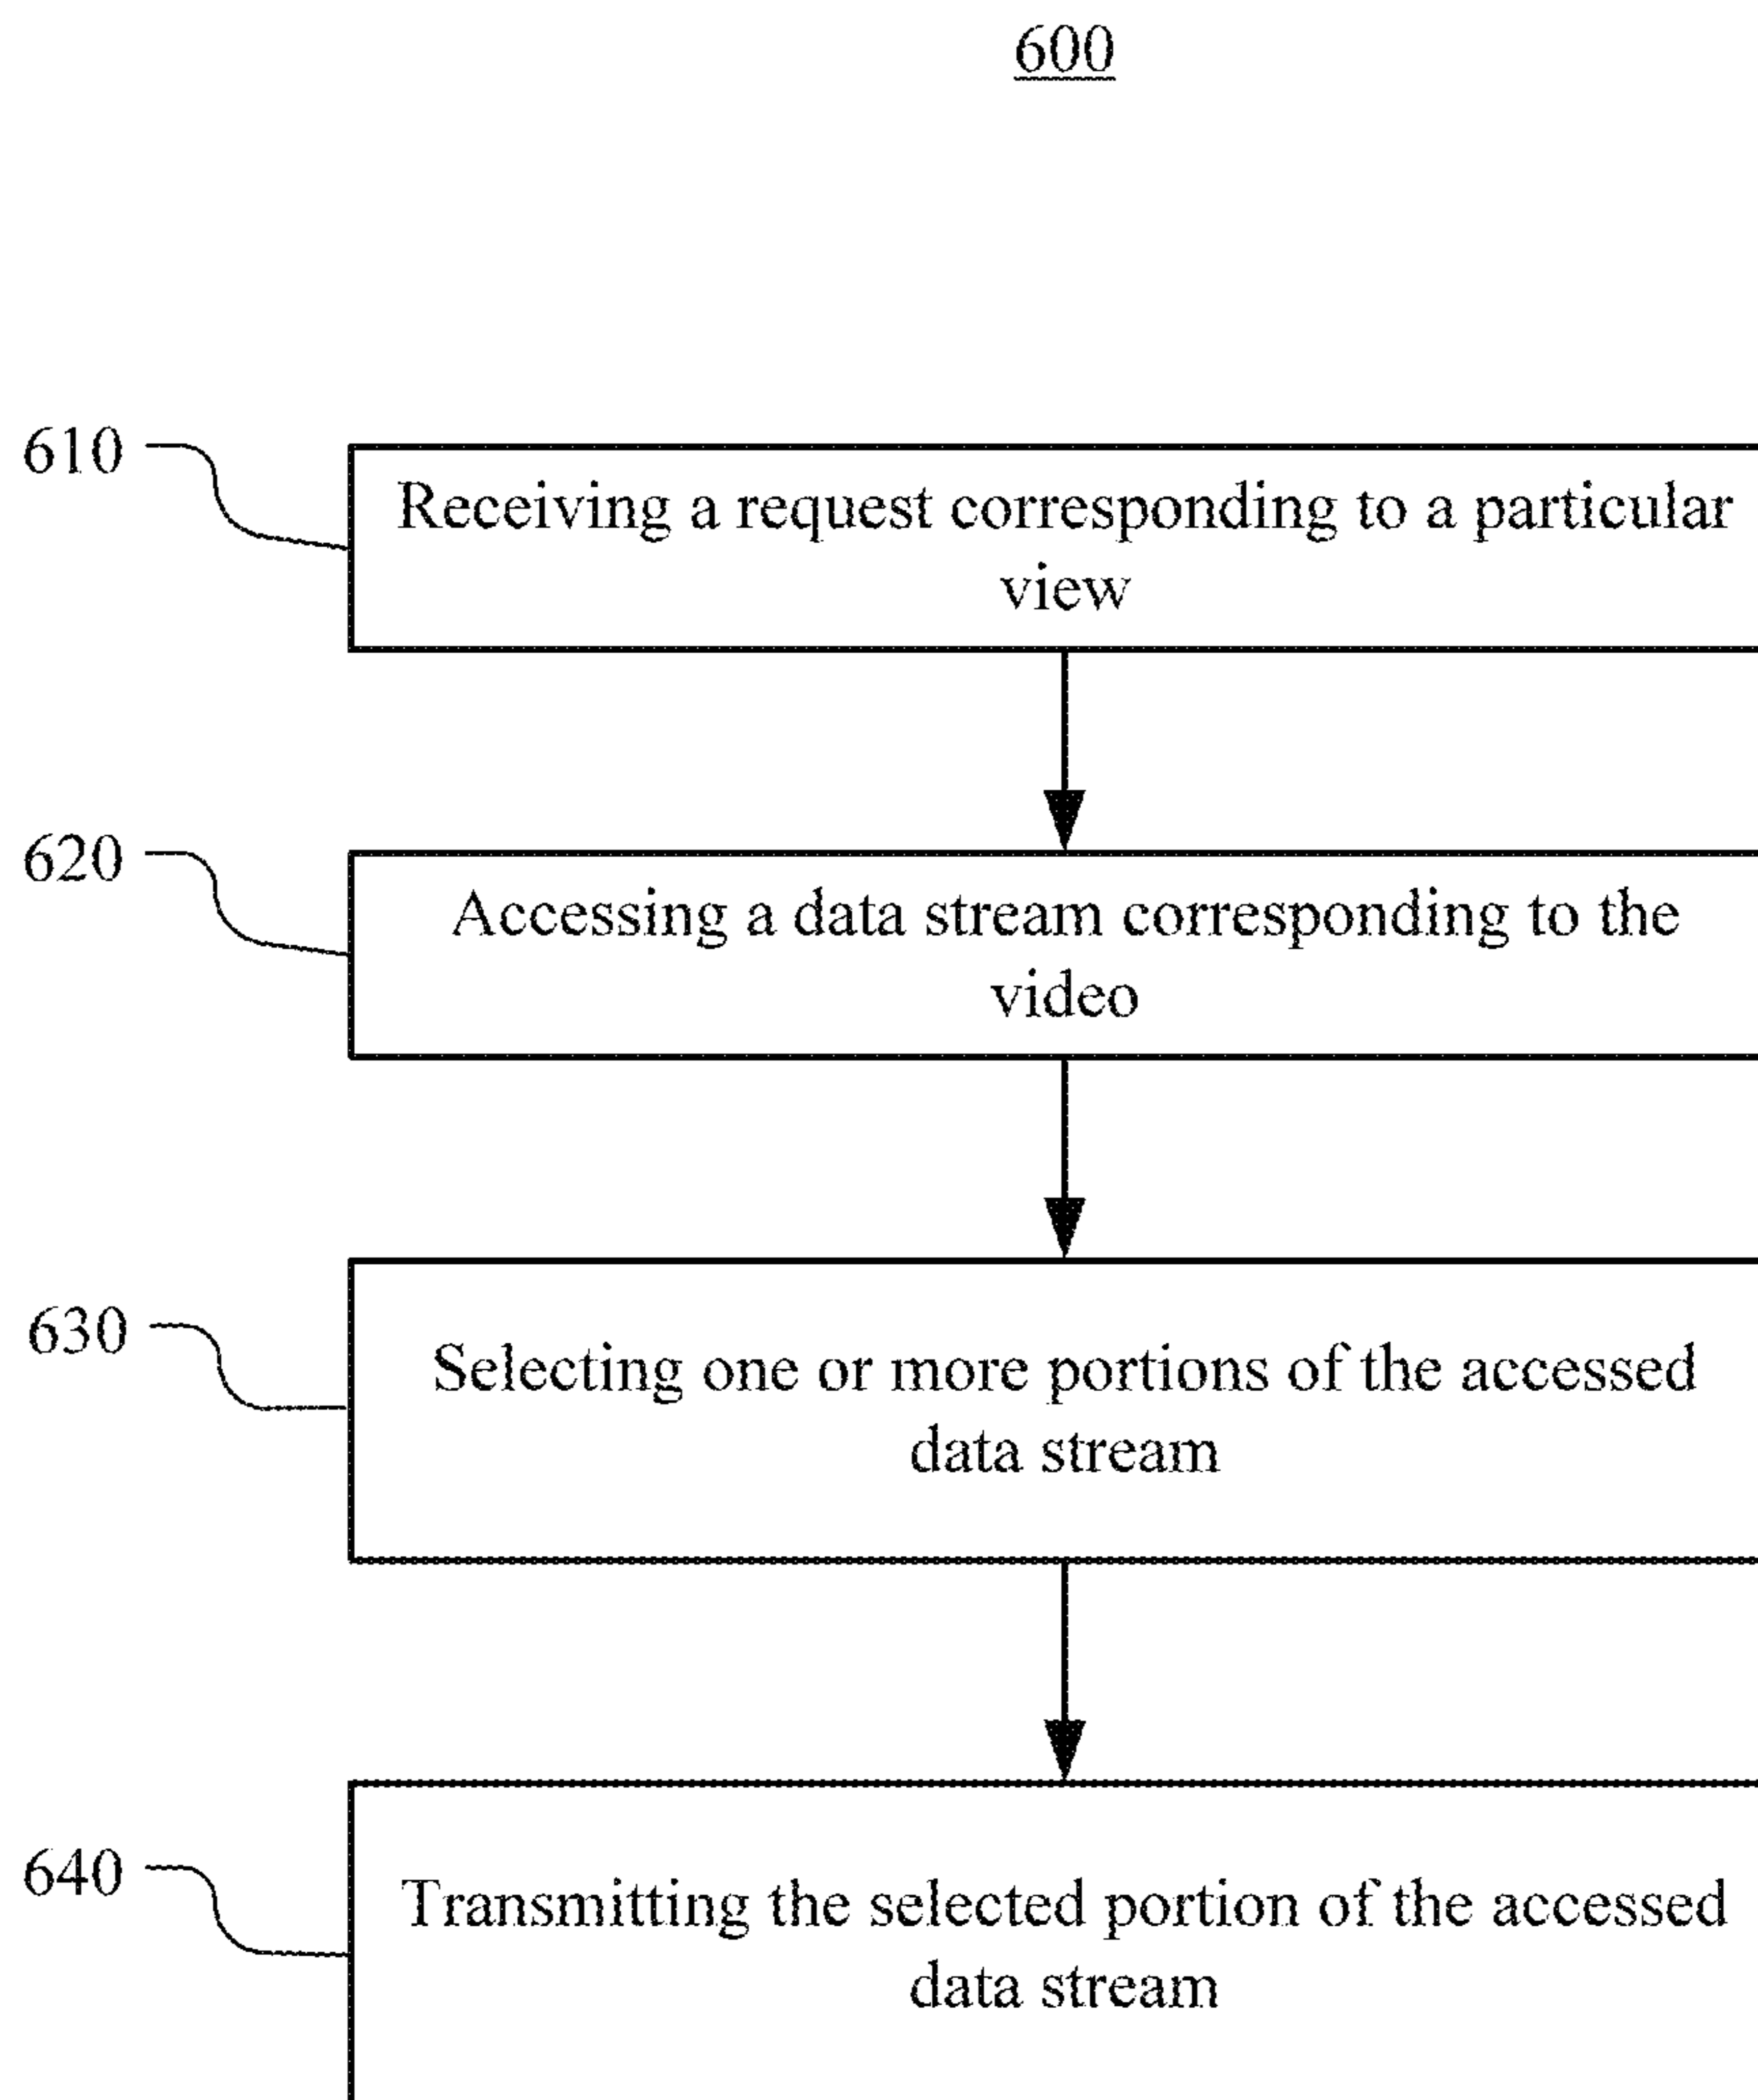 600
610
Receiving a request corresponding to a particular
view
620
Accessing a data stream corresponding to the
video
630
Selecting one or more portions of the accessed
data stream
640
Transmitting the selected portion of the accessed
data stream